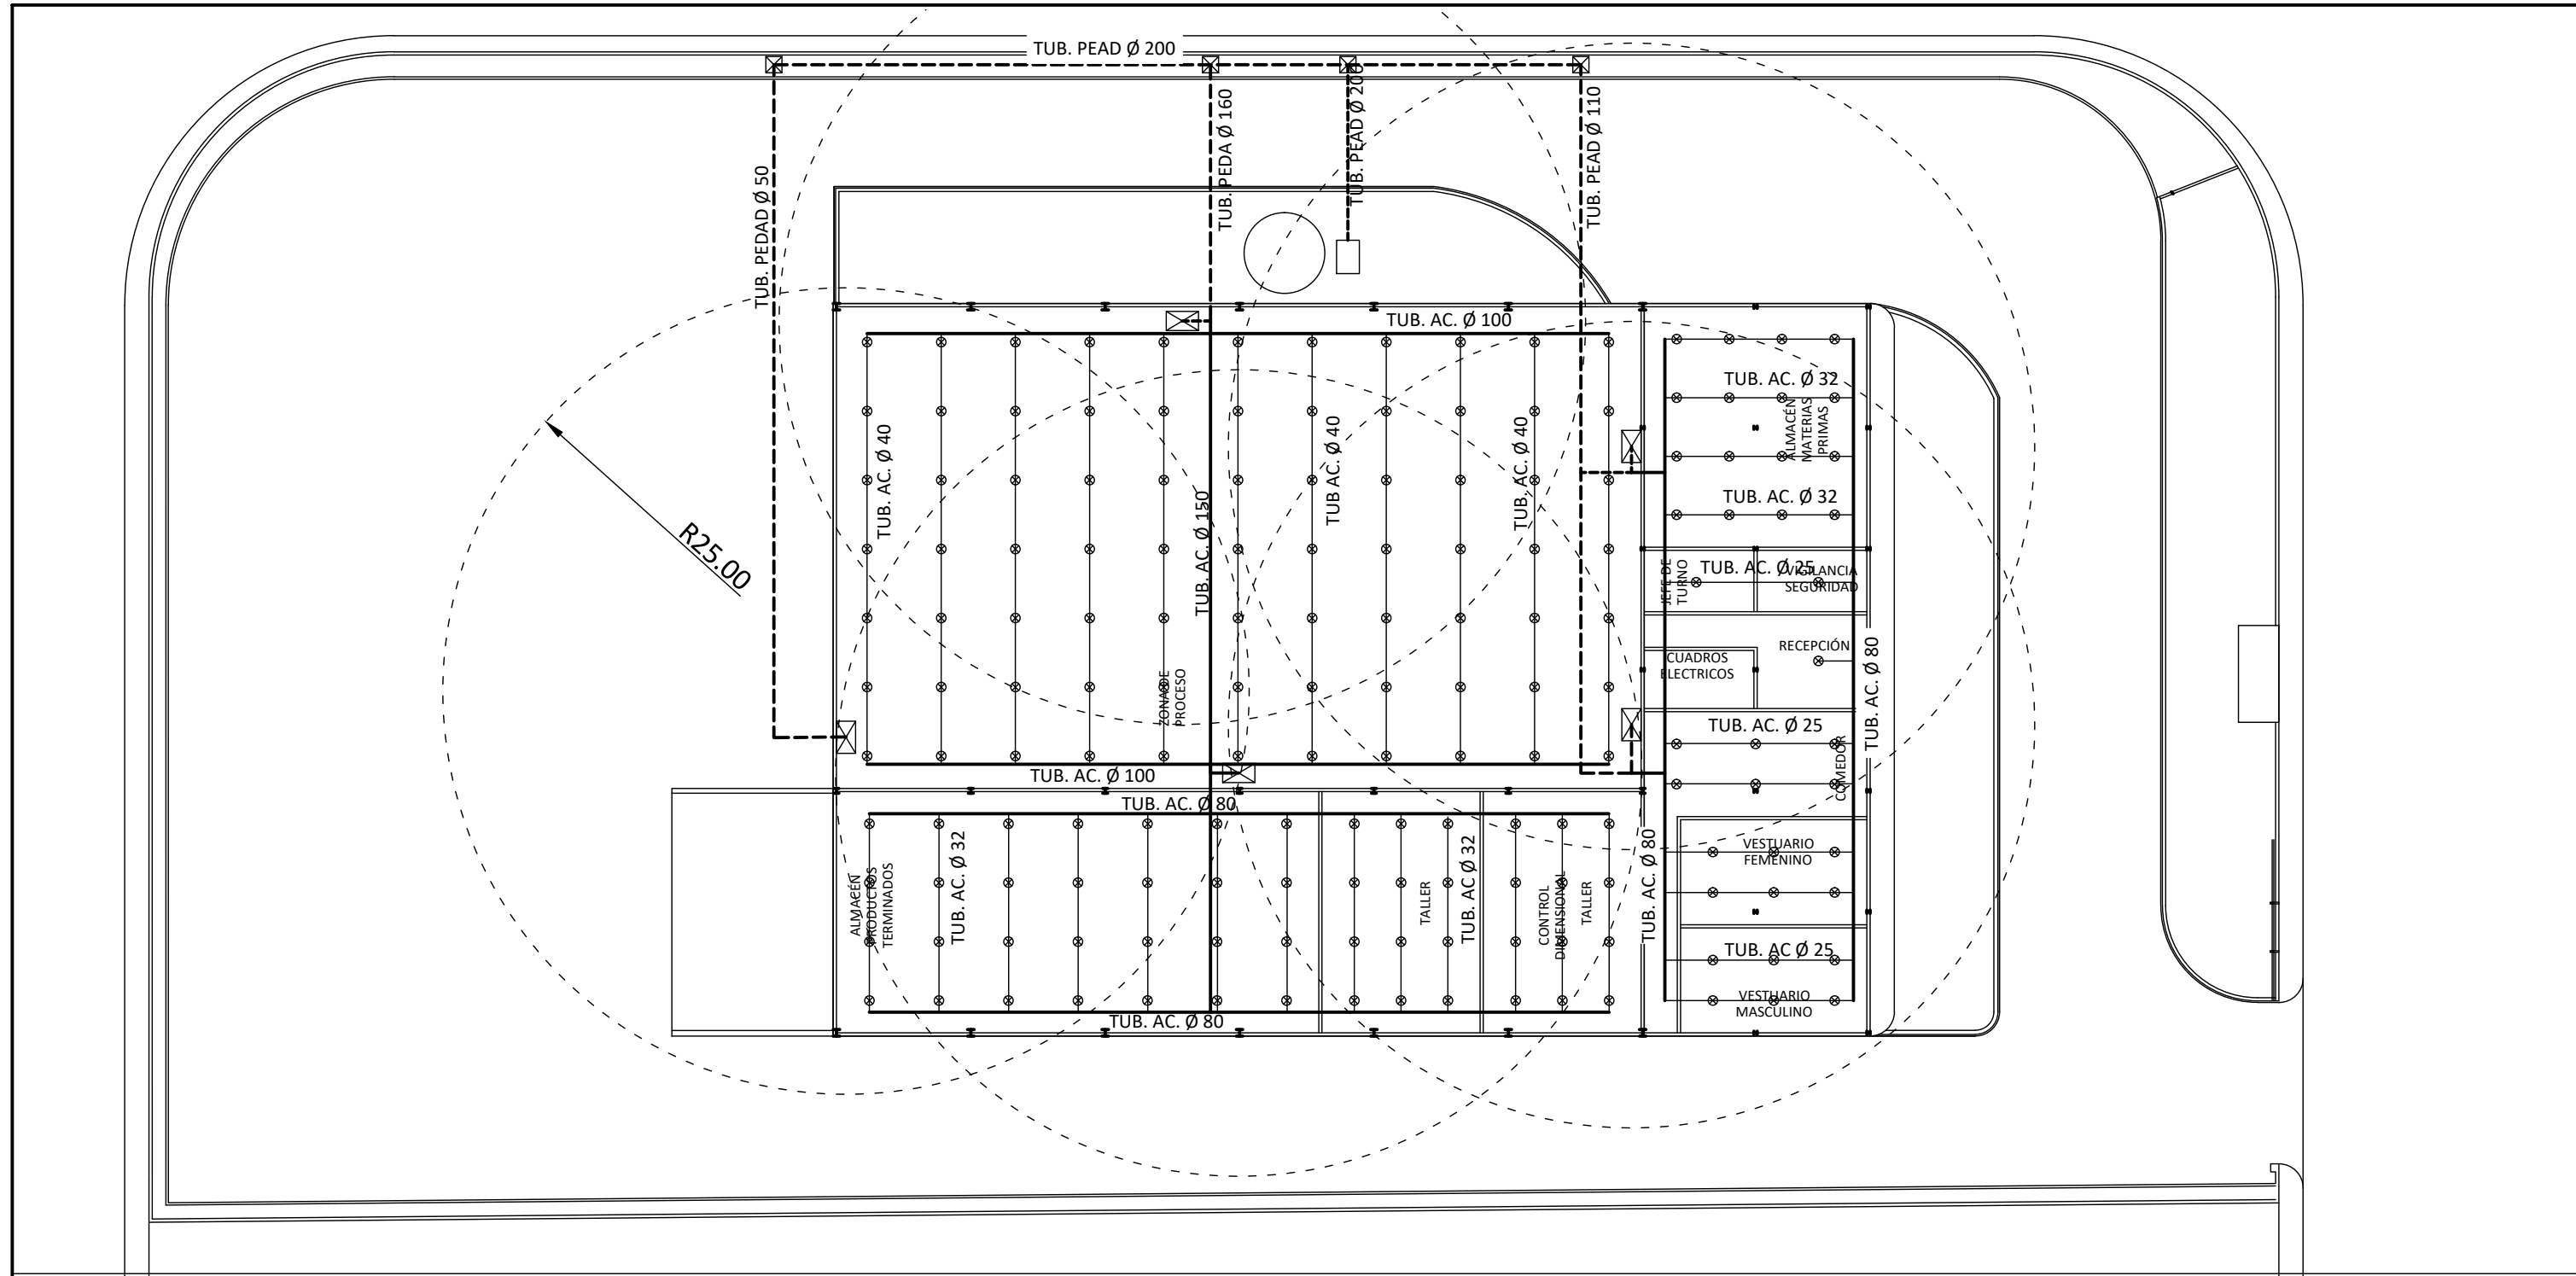 TUB. PEAD Ø 200
TUB. PEDAD Ø 50
TUB. PEDA Ø 160
TUB. PEAD Ø 200
TUB. PEAD Ø 110
R25.00
TUB. AC. Ø 100
TUB. AC. Ø 40
TUB. AC. Ø 150
TUB AC. Ø 40
TUB. AC. Ø 40
ZONA DE
PROCESO
TUB. AC. Ø 100
TUB. AC. Ø 32
ALMACÉN
MATERIAS
PRIMAS
TUB. AC. Ø 32
JEFE DE
TURNO
TUB. AC. Ø 25
VIGILANCIA
SEGURIDAD
CUADROS
ELECTRICOS
RECEPCIÓN
TUB. AC. Ø 80
TUB. AC. Ø 25
COMEDOR
TUB. AC. Ø 80
ALMACÉN
PRODUCTOS
TERMINADOS
TUB. AC. Ø 32
TALLER
TUB. AC Ø 32
CONTROL
DIMENSIONAL
TALLER
TUB. AC. Ø 80
TUB. AC. Ø 80
VESTUARIO
FEMENINO
TUB. AC Ø 25
VESTUARIO
MASCULINO